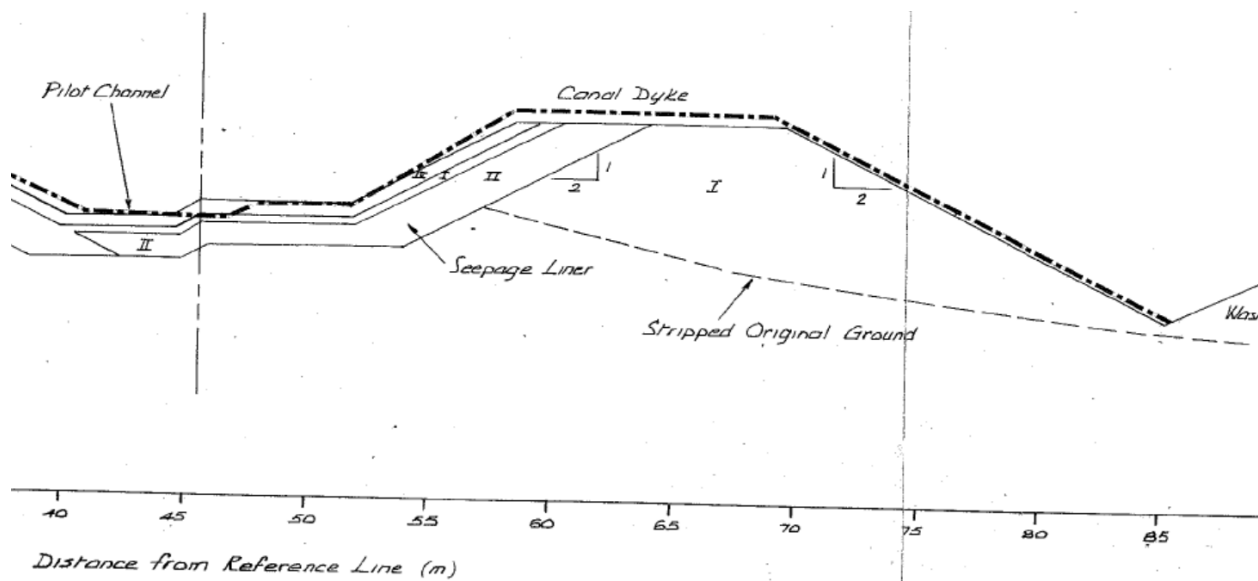 Canal Dyke
Pilot Channel
II I II
I
1
2
1
2
II
Seepage Liner
Stripped Original Ground
Was
40 45 50 55 60 65 70 75 80 85
Distance from Reference Line (m)